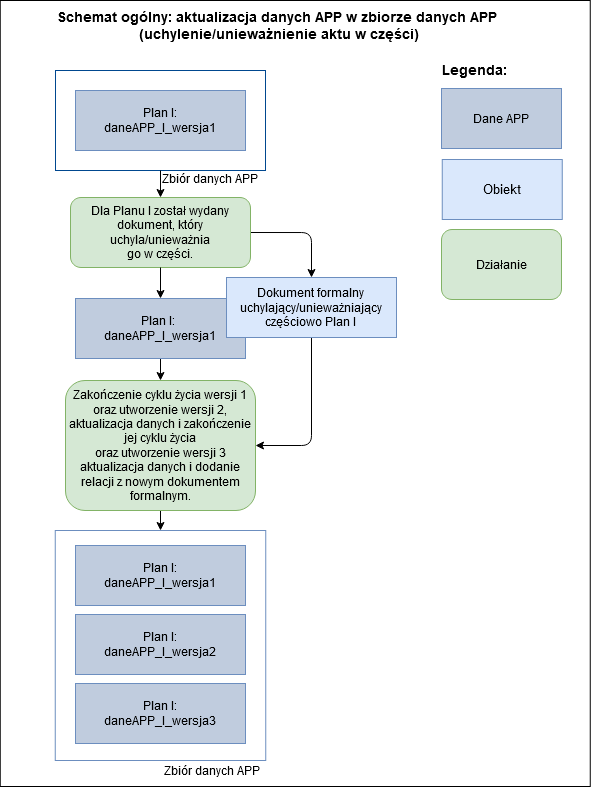 Schemat ogólny: aktualizacja danych APP w zbiorze danych APP
(uchylenie/unieważnienie aktu w części)
Legenda:
Dane APP
Obiekt
Działanie
Plan I:
daneAPP_I_wersja1
Zbiór danych APP
Dla Planu I został wydany
dokument, który
uchyla/unieważnia
go w części.
Plan I:
daneAPP_I_wersja1
Dokument formalny
uchylający/unieważniający
częściowo Plan I
Zakończenie cyklu życia wersji 1
oraz utworzenie wersji 2,
aktualizacja danych i zakończenie
jej cyklu życia
oraz utworzenie wersji 3
aktualizacja danych i dodanie
relacji z nowym dokumentem
formalnym.
Plan I:
daneAPP_I_wersja1
Plan I:
daneAPP_I_wersja2
Plan I:
daneAPP_I_wersja3
Zbiór danych APP